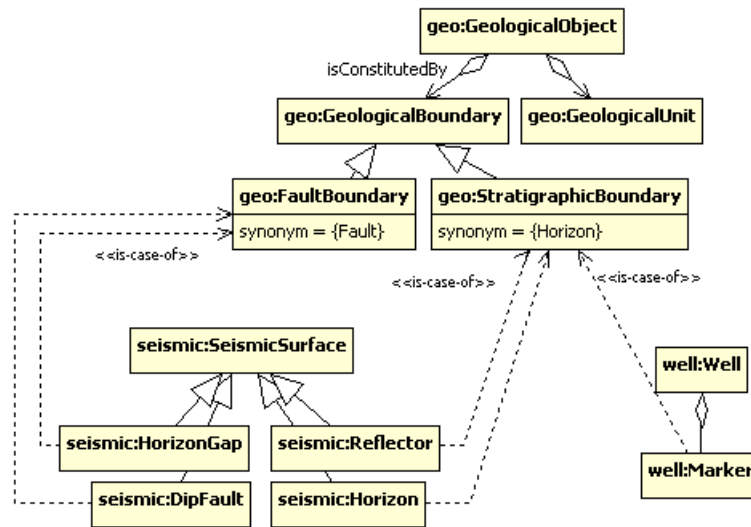 geo:GeologicalObject
isConstitutedBy
geo:GeologicalBoundary
geo:GeologicalUnit
geo:FaultBoundary
synonym = {Fault}
geo:StratigraphicBoundary
synonym = {Horizon}
<<is-case-of>>
<<is-case-of>>
<<is-case-of>>
seismic:SeismicSurface
well:Well
seismic:HorizonGap
seismic:Reflector
well:Marker
seismic:DipFault
seismic:Horizon